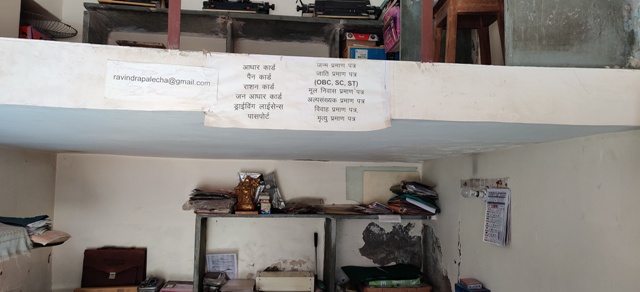 ravindrapalecha@gmail.com
आधार कार्ड
पैन कार्ड
राशन कार्ड
जन आधार कार्ड
ड्राईविंग लाईसेन्स
पासपोर्ट
जन्म प्रमाण पत्र
जाति प्रमाण पत्र
(OBC, SC, ST)
मूल निवास प्रमाण पत्र
अल्पसंख्यक प्रमाण पत्र
विवाह प्रमाण पत्र,
मृत्यु प्रमाण पत्र